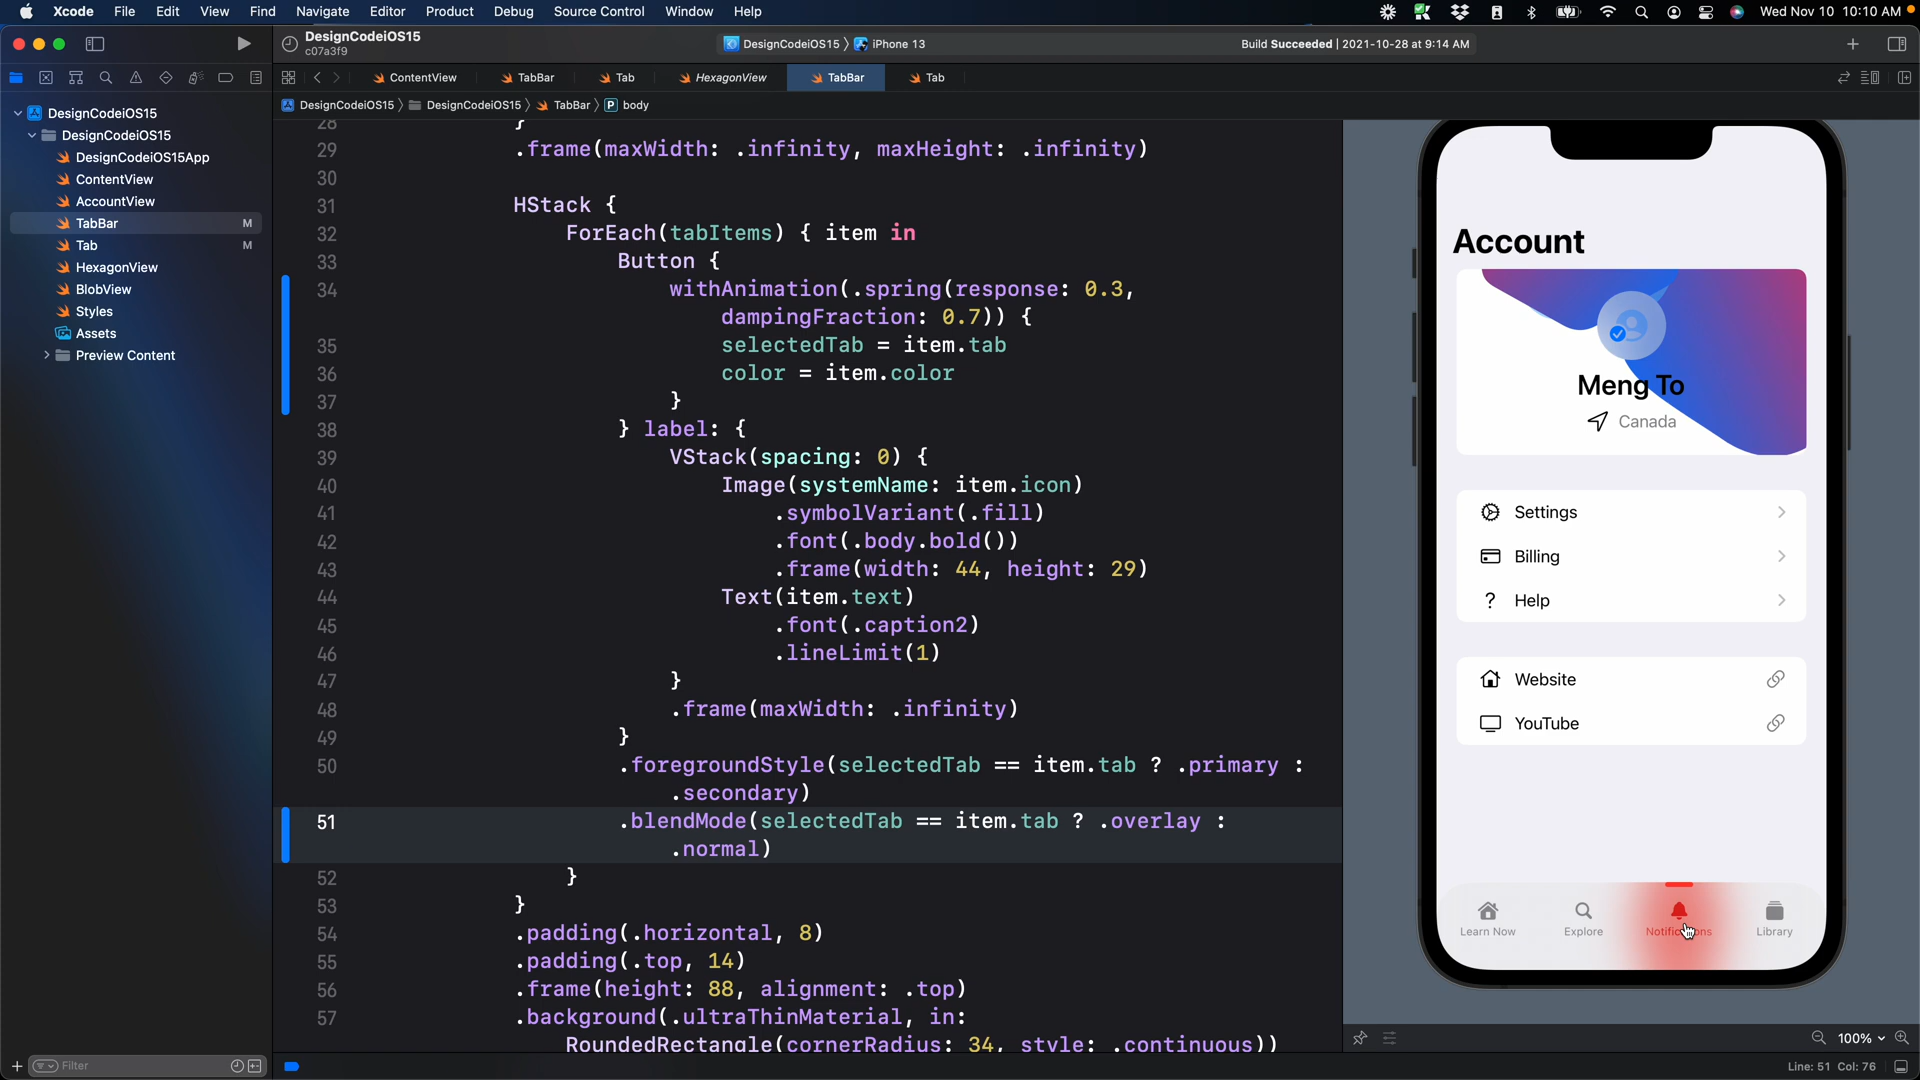 Xcode File Edit View Find Navigate Editor Product Debug Source Control Window Help
Wed Nov 10 10:10 AM
DesignCodeiOS15
c07a3f9
DesignCodeiOS15 iPhone 13
Build Succeeded | 2021-10-28 at 9:14 AM
ContentView TabBar Tab HexagonView TabBar Tab
DesignCodeiOS15 DesignCodeiOS15 TabBar P body
DesignCodeiOS15
DesignCodeiOS15
DesignCodeiOS15App
ContentView
AccountView
TabBar M
Tab M
HexagonView
BlobView
Styles
Assets
Preview Content
Filter
28 }
29 .frame(maxWidth: .infinity, maxHeight: .infinity)
30
31 HStack {
32 ForEach(tabItems) { item in
33 Button {
34 withAnimation(.spring(response: 0.3,
dampingFraction: 0.7)) {
35 selectedTab = item.tab
36 color = item.color
37 }
38 } label: {
39 VStack(spacing: 0) {
40 Image(systemName: item.icon)
41 .symbolVariant(.fill)
42 .font(.body.bold())
43 .frame(width: 44, height: 29)
44 Text(item.text)
45 .font(.caption2)
46 .lineLimit(1)
47 }
48 .frame(maxWidth: .infinity)
49 }
50 .foregroundStyle(selectedTab == item.tab ? .primary :
.secondary)
51 .blendMode(selectedTab == item.tab ? .overlay :
.normal)
52 }
53 }
54 .padding(.horizontal, 8)
55 .padding(.top, 14)
56 .frame(height: 88, alignment: .top)
57 .background(.ultraThinMaterial, in:
RoundedRectangle(cornerRadius: 34, style: .continuous))
Account
Meng To
Canada
Settings
Billing
? Help
Website
YouTube
Learn Now Explore Notifications Library
100%
Line: 51 Col: 76